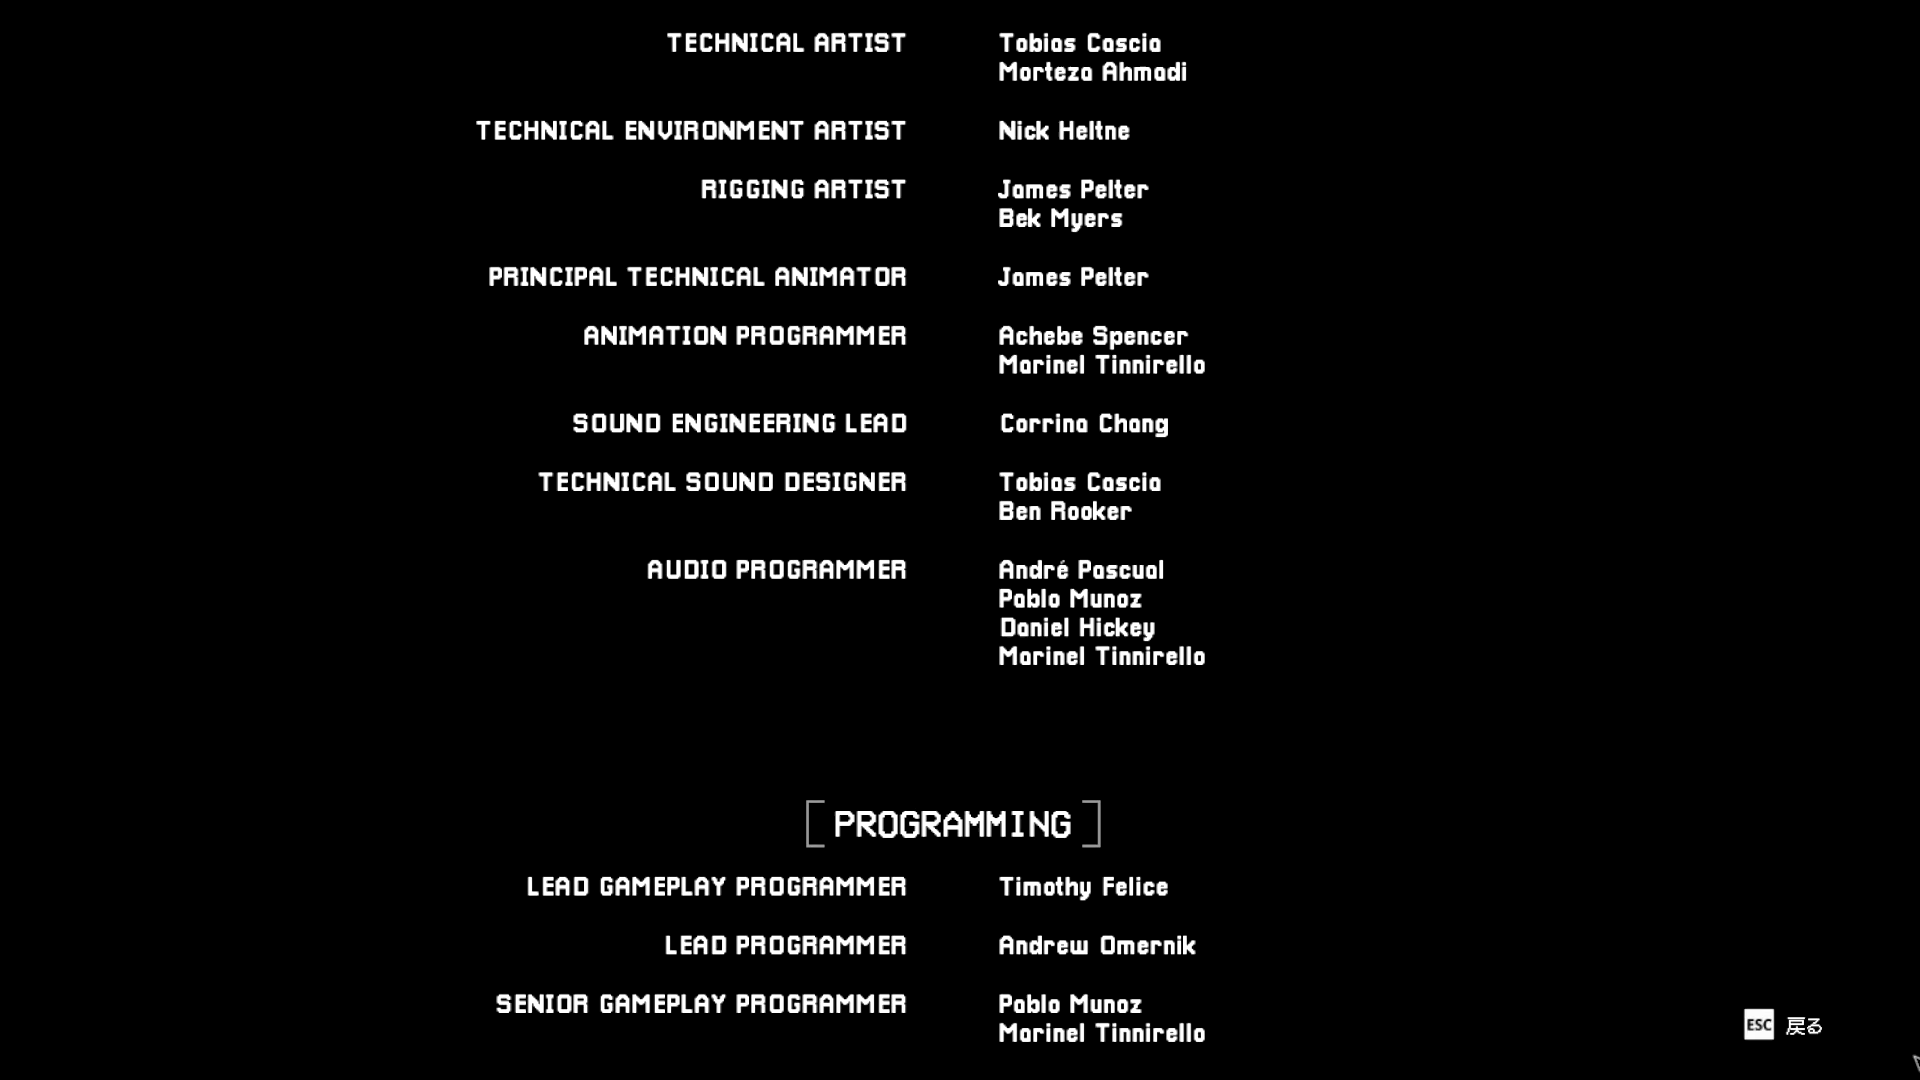 TECHNICAL ARTIST Tobias Cascia
Morteza Ahmadi
TECHNICAL ENVIRONMENT ARTIST Nick Heltne
RIGGING ARTIST James Pelter
Bek Myers
PRINCIPAL TECHNICAL ANIMATOR James Pelter
ANIMATION PROGRAMMER Achebe Spencer
Marinel Tinnirello
SOUND ENGINEERING LEAD Corrina Chang
TECHNICAL SOUND DESIGNER Tobias Cascia
Ben Rooker
AUDIO PROGRAMMER André Pascual
Pablo Munoz
Daniel Hickey
Marinel Tinnirello
[PROGRAMMING]
LEAD GAMEPLAY PROGRAMMER Timothy Felice
LEAD PROGRAMMER Andrew Omernik
SENIOR GAMEPLAY PROGRAMMER Pablo Munoz
Marinel Tinnirello
ESC 戻る